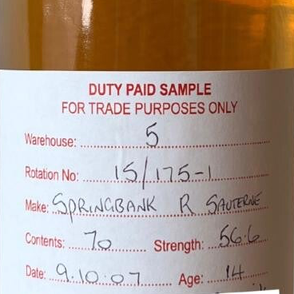 DUTY PAID SAMPLE
FOR TRADE PURPOSES ONLY
Warehouse: 5
Rotation No: 15/175-1
Make: SPRINGBANK R SAUTERNE
Contents: 70 Strength: 56.6
Date: 9.10.07 Age: 14